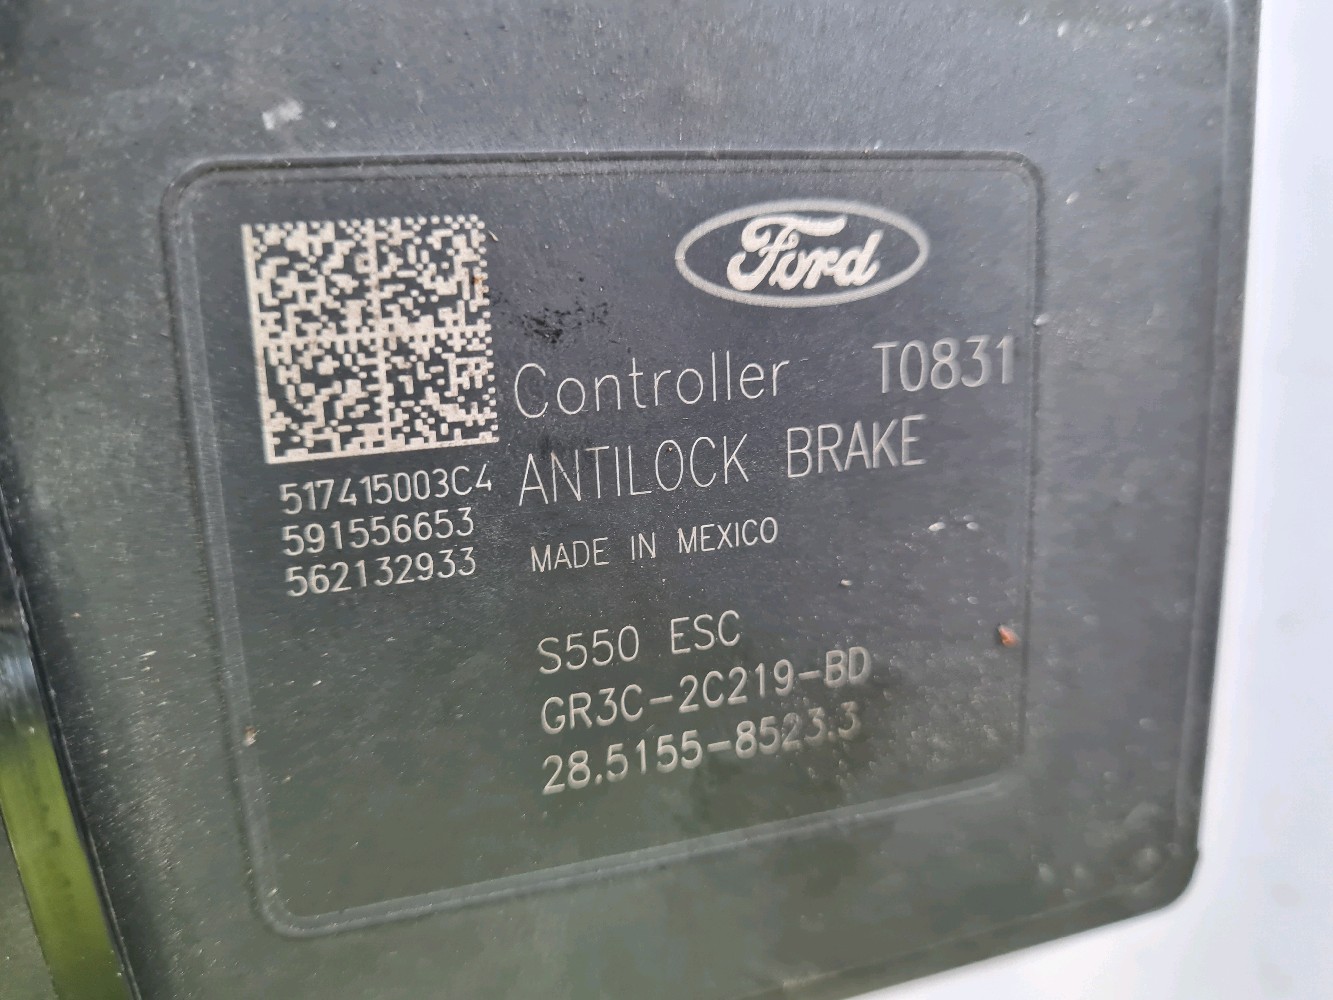 Ford
Controller T0831
ANTILOCK BRAKE
517415003C4
591556653
562132933
MADE IN MEXICO
S550 ESC
GR3C-2C219-BD
28.5155-8523.3